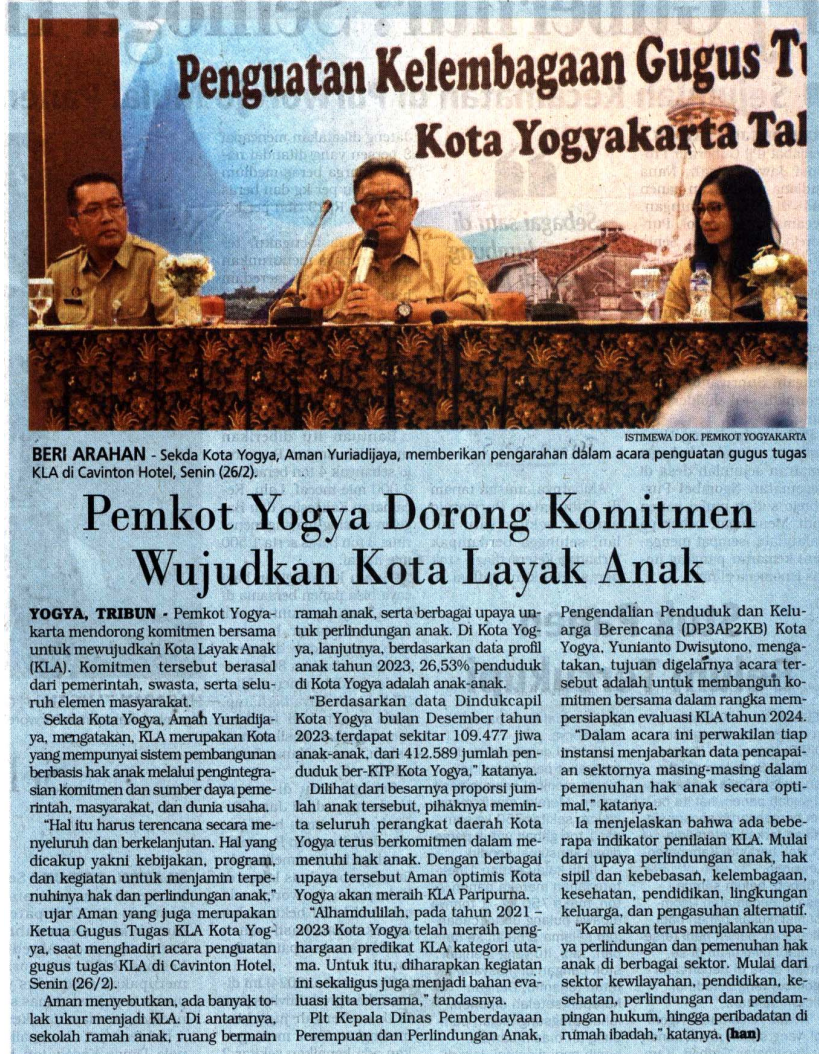 Penguatan Kelembagaan Gugus Tu
Kota Yogyakarta Tal
ISTIMEWA DOK. PEMKOT YOGYAKARTA
BERI ARAHAN - Sekda Kota Yogya, Aman Yuriadijaya, memberikan pengarahan dalam acara penguatan gugus tugas
KLA di Cavinton Hotel, Senin (26/2).
Pemkot Yogya Dorong Komitmen
Wujudkan Kota Layak Anak
YOGYA, TRIBUN - Pemkot Yogya-
karta mendorong komitmen bersama
untuk mewujudkan Kota Layak Anak
(KLA). Komitmen tersebut berasal
dari pemerintah, swasta, serta selu-
ruh elemen masyarakat.
Sekda Kota Yogya, Aman Yuriadija-
ya, mengatakan, KLA merupakan Kota
yang mempunyai sistem pembangunan
berbasis hak anak melalui pengintegra-
sian komitmen dan sumber daya peme-
rintah, masyarakat, dan dunia usaha.
"Hal itu harus terencana secara me-
nyeluruh dan berkelanjutan. Hal yang
dicakup yakni kebijakan, program,
dan kegiatan untuk menjamin terpe-
nuhinya hak dan perlindungan anak,"
ujar Aman yang juga merupakan
Ketua Gugus Tugas KLA Kota Yog-
ya, saat menghadiri acara penguatan
gugus tugas KLA di Cavinton Hotel,
Senin (26/2).
Aman menyebutkan, ada banyak to-
lak ukur menjadi KLA. Di antaranya,
sekolah ramah anak, ruang bermain
ramah anak, serta berbagai upaya un-
tuk perlindungan anak. Di Kota Yog-
ya, lanjutnya, berdasarkan data profil
anak tahun 2023, 26,53% penduduk
di Kota Yogya adalah anak-anak.
"Berdasarkan data Dindukcapil
Kota Yogya bulan Desember tahun
2023 terdapat sekitar 109.477 jiwa
anak-anak, dari 412.589 jumlah pen-
duduk ber-KTP Kota Yogya," katanya.
Dilihat dari besarnya proporsi jum-
lah anak tersebut, pihaknya memin-
ta seluruh perangkat daerah Kota
Yogya terus berkomitmen dalam me-
menuhi hak anak. Dengan berbagai
upaya tersebut Aman optimis Kota
Yogya akan meraih KLA Paripurna.
"Alhamdulilah, pada tahun 2021 –
2023 Kota Yogya telah meraih peng-
hargaan predikat KLA kategori uta-
ma. Untuk itu, diharapkan kegiatan
ini sekaligus juga menjadi bahan eva-
luasi kita bersama," tandasnya.
Plt Kepala Dinas Pemberdayaan
Perempuan dan Perlindungan Anak,
Pengendalian Penduduk dan Kelu-
arga Berencana (DP3AP2KB) Kota
Yogya, Yunianto Dwisutono, menga-
takan, tujuan digelarnya acara ter-
sebut adalah untuk membangun ko-
mitmen bersama dalam rangka mem-
persiapkan evaluasi KLA tahun 2024.
"Dalam acara ini perwakilan tiap
instansi menjabarkan data pencapai-
an sektornya masing-masing dalam
pemenuhan hak anak secara opti-
mal," katanya.
Ia menjelaskan bahwa ada bebe-
rapa indikator penilaian KLA. Mulai
dari upaya perlindungan anak, hak
sipil dan kebebasan, kelembagaan,
kesehatan, pendidikan, lingkungan
keluarga, dan pengasuhan alternatif.
"Kami akan terus menjalankan upa-
ya perlindungan dan pemenuhan hak
anak di berbagai sektor. Mulai dari
sektor kewilayahan, pendidikan, ke-
sehatan, perlindungan dan pendam-
pingan hukum, hingga peribadatan di
rumah ibadah," katanya. (han)